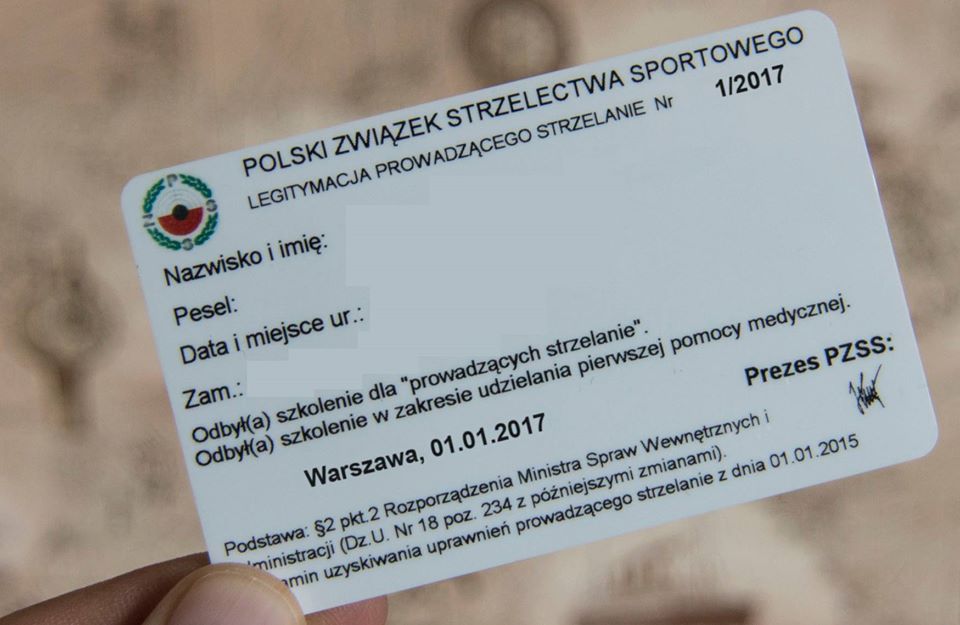 POLSKI ZWIĄZEK STRZELECTWA SPORTOWEGO
LEGITYMACJA PROWADZĄCEGO STRZELANIE Nr 1/2017
Nazwisko i imię:
Pesel:
Data i miejsce ur.:
Zam.:
Odbył(a) szkolenie dla "prowadzących strzelanie".
Odbył(a) szkolenie w zakresie udzielania pierwszej pomocy medycznej.
Warszawa, 01.01.2017
Prezes PZSS:
Podstawa: §2 pkt.2 Rozporządzenia Ministra Spraw Wewnętrznych i
ministracji (Dz.U. Nr 18 poz. 234 z późniejszymi zmianami).
amin uzyskiwania uprawnień prowadzącego strzelanie z dnia 01.01.2015